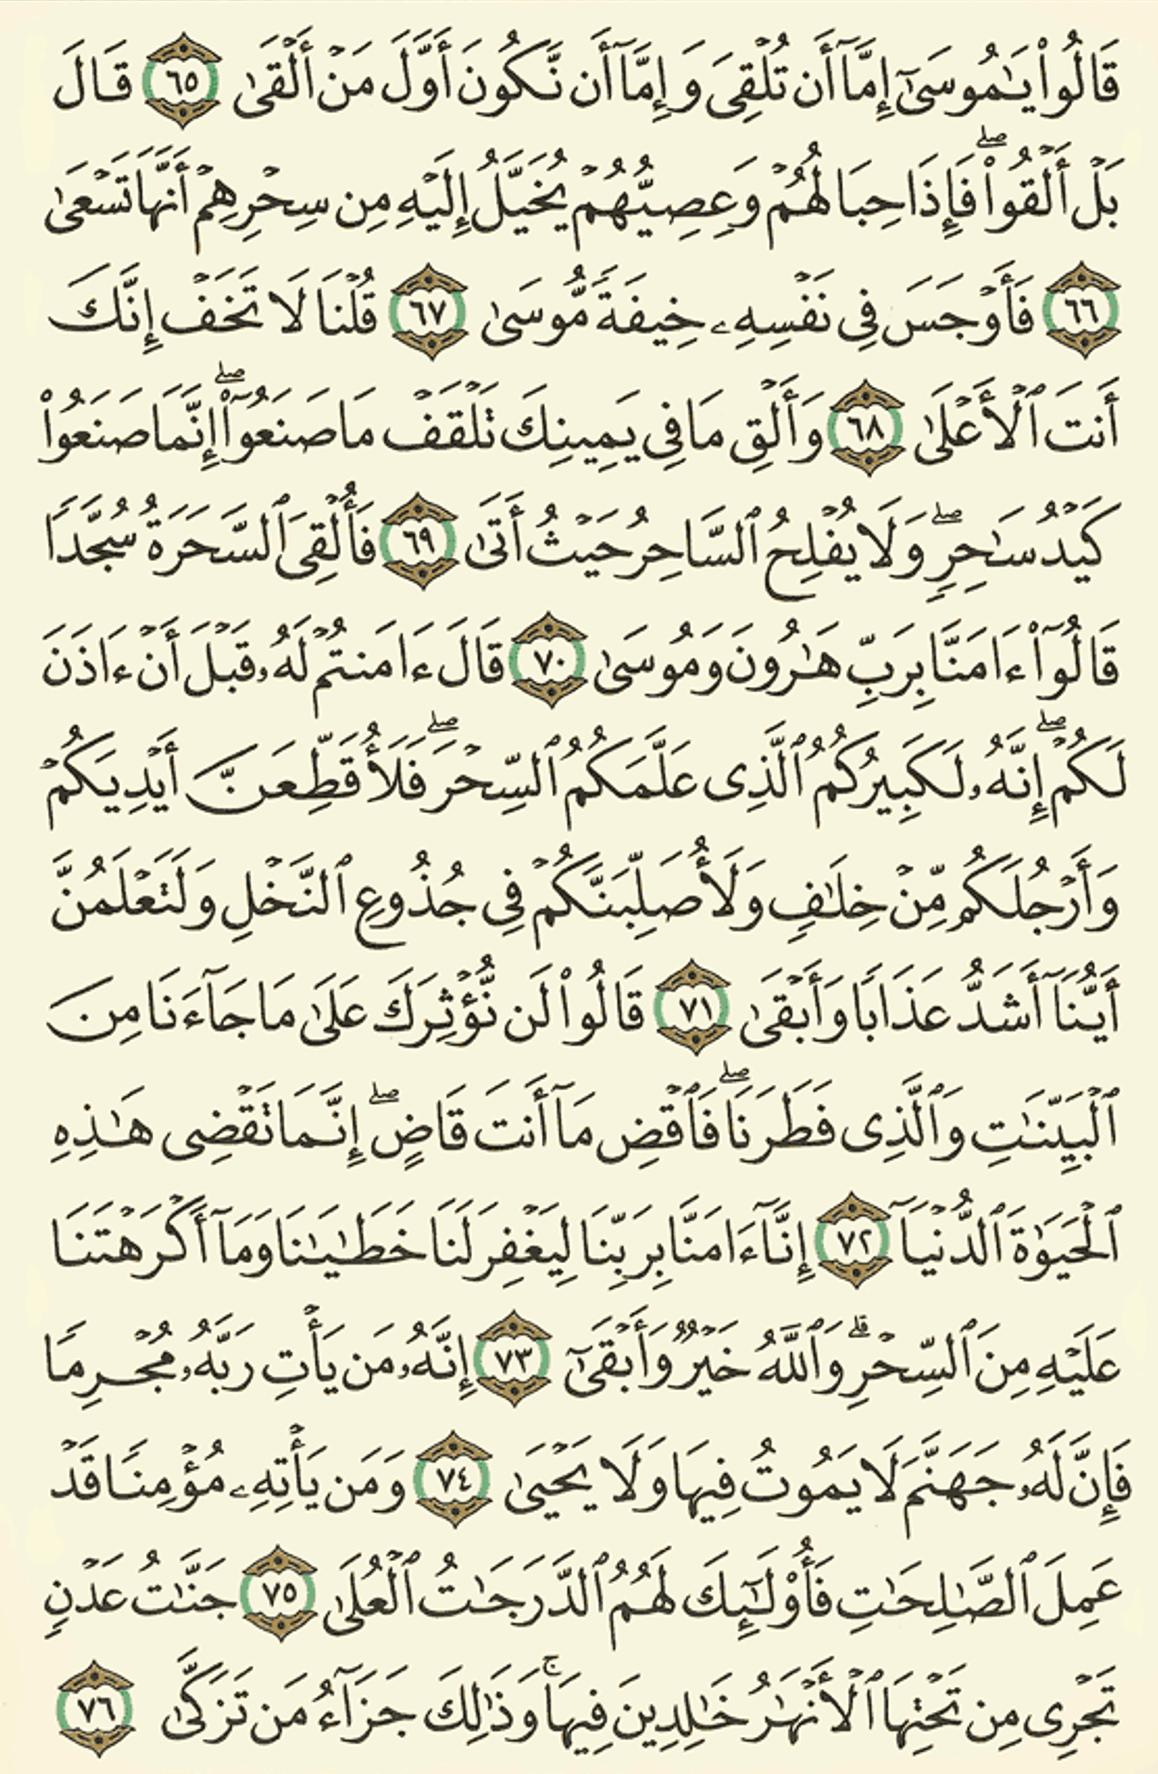 قَالُوا۟ يَـٰمُوسَىٰٓ إِمَّآ أَن تُلْقِىَ وَإِمَّآ أَن نَّكُونَ أَوَّلَ مَنْ أَلْقَىٰ ٦٥ قَالَ
بَلْ أَلْقُوا۟ ۖ فَإِذَا حِبَالُهُمْ وَعِصِيُّهُمْ يُخَيَّلُ إِلَيْهِ مِن سِحْرِهِمْ أَنَّهَا تَسْعَىٰ
٦٦ فَأَوْجَسَ فِى نَفْسِهِۦ خِيفَةً مُّوسَىٰ ٦٧ قُلْنَا لَا تَخَفْ إِنَّكَ
أَنتَ ٱلْأَعْلَىٰ ٦٨ وَأَلْقِ مَا فِى يَمِينِكَ تَلْقَفْ مَا صَنَعُوٓا۟ ۖ إِنَّمَا صَنَعُوا۟
كَيْدُ سَـٰحِرٍ ۖ وَلَا يُفْلِحُ ٱلسَّاحِرُ حَيْثُ أَتَىٰ ٦٩ فَأُلْقِىَ ٱلسَّحَرَةُ سُجَّدًا
قَالُوٓا۟ ءَامَنَّا بِرَبِّ هَـٰرُونَ وَمُوسَىٰ ٧٠ قَالَ ءَامَنتُمْ لَهُۥ قَبْلَ أَنْ ءَاذَنَ
لَكُمْ ۖ إِنَّهُۥ لَكَبِيرُكُمُ ٱلَّذِى عَلَّمَكُمُ ٱلسِّحْرَ ۖ فَلَأُقَطِّعَنَّ أَيْدِيَكُمْ
وَأَرْجُلَكُم مِّنْ خِلَـٰفٍ وَلَأُصَلِّبَنَّكُمْ فِى جُذُوعِ ٱلنَّخْلِ وَلَتَعْلَمُنَّ
أَيُّنَآ أَشَدُّ عَذَابًا وَأَبْقَىٰ ٧١ قَالُوا۟ لَن نُّؤْثِرَكَ عَلَىٰ مَا جَآءَنَا مِنَ
ٱلْبَيِّنَـٰتِ وَٱلَّذِى فَطَرَنَا ۖ فَٱقْضِ مَآ أَنتَ قَاضٍ ۖ إِنَّمَا تَقْضِى هَـٰذِهِ
ٱلْحَيَوٰةَ ٱلدُّنْيَآ ٧٢ إِنَّآ ءَامَنَّا بِرَبِّنَا لِيَغْفِرَ لَنَا خَطَـٰيَـٰنَا وَمَآ أَكْرَهْتَنَا
عَلَيْهِ مِنَ ٱلسِّحْرِ ۗ وَٱللَّهُ خَيْرٌ وَأَبْقَىٰٓ ٧٣ إِنَّهُۥ مَن يَأْتِ رَبَّهُۥ مُجْرِمًا
فَإِنَّ لَهُۥ جَهَنَّمَ لَا يَمُوتُ فِيهَا وَلَا يَحْيَىٰ ٧٤ وَمَن يَأْتِهِۦ مُؤْمِنًا قَدْ
عَمِلَ ٱلصَّـٰلِحَـٰتِ فَأُو۟لَـٰٓئِكَ لَهُمُ ٱلدَّرَجَـٰتُ ٱلْعُلَىٰ ٧٥ جَنَّـٰتُ عَدْنٍ
تَجْرِى مِن تَحْتِهَا ٱلْأَنْهَـٰرُ خَـٰلِدِينَ فِيهَا ۚ وَذَٰلِكَ جَزَآءُ مَن تَزَكَّىٰ ٧٦